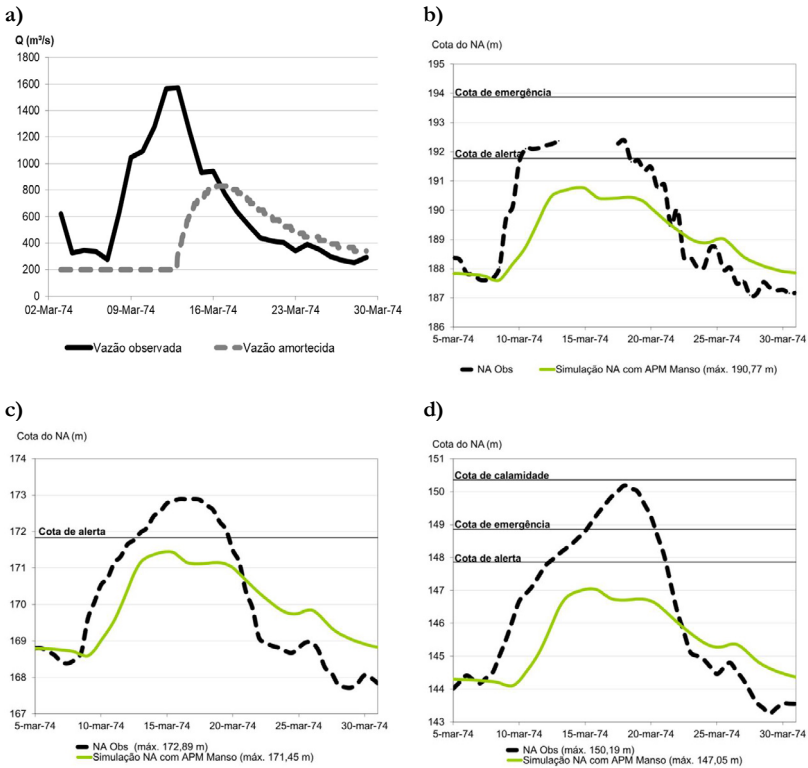 a)
Q (m³/s)
1800
1600
1400
1200
1000
800
600
400
200
0
02-Mar-74 09-Mar-74 16-Mar-74 23-Mar-74 30-Mar-74
Vazão observada Vazão amortecida
b)
Cota do NA (m)
195
194
193
192
191
190
189
188
187
186
Cota de emergência
Cota de alerta
5-mar-74 10-mar-74 15-mar-74 20-mar-74 25-mar-74 30-mar-74
NA Obs Simulação NA com APM Manso (máx. 190,77 m)
c)
Cota do NA (m)
174
173
172
171
170
169
168
167
Cota de alerta
5-mar-74 10-mar-74 15-mar-74 20-mar-74 25-mar-74 30-mar-74
NA Obs (máx. 172,89 m)
Simulação NA com APM Manso (máx. 171,45 m)
d)
Cota do NA (m)
151
150
149
148
147
146
145
144
143
Cota de calamidade
Cota de emergência
Cota de alerta
5-mar-74 10-mar-74 15-mar-74 20-mar-74 25-mar-74 30-mar-74
NA Obs (máx. 150,19 m)
Simulação NA com APM Manso (máx. 147,05 m)